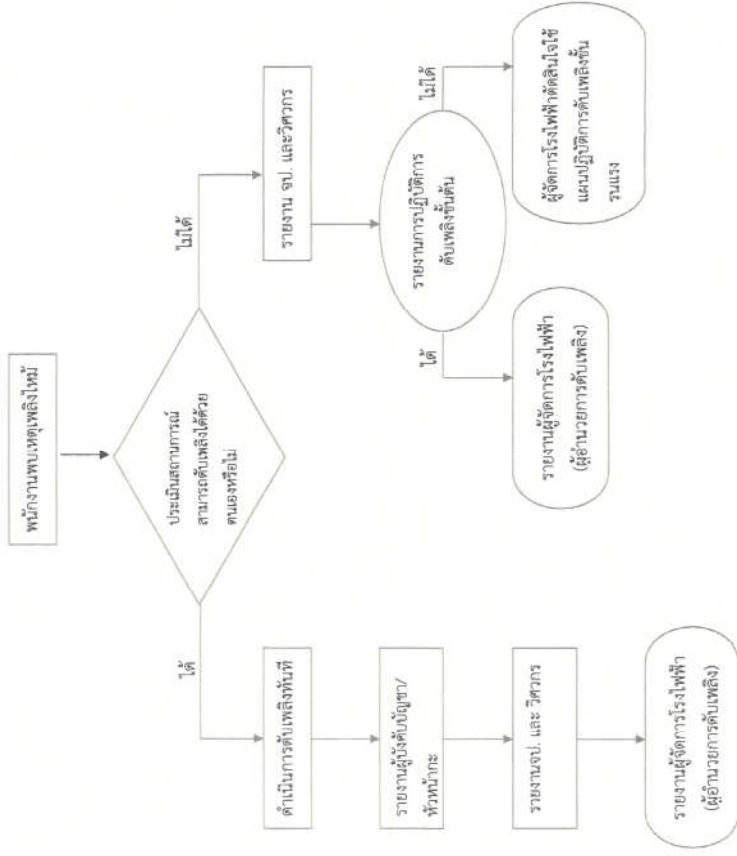 พนักงานพบเหตุเพลิงไหม้
ประเมินสถานการณ์
สามารถดับเพลิงได้ด้วย
ตนเองหรือไม่
ได้
ไม่ได้
ดำเนินการดับเพลิงทันที
รายงานผู้บังคับบัญชา/
หัวหน้ากะ
รายงานจป. และ วิศวกร
รายงานผู้จัดการโรงไฟฟ้า
(ผู้อำนวยการดับเพลิง)
รายงาน จป. และวิศวกร
รายงานการปฏิบัติการ
ดับเพลิงขั้นต้น
ได้
ไม่ได้
รายงานผู้จัดการโรงไฟฟ้า
(ผู้อำนวยการดับเพลิง)
ผู้จัดการโรงไฟฟ้าตัดสินใจใช้
แผนปฏิบัติการดับเพลิงขั้น
รุนแรง